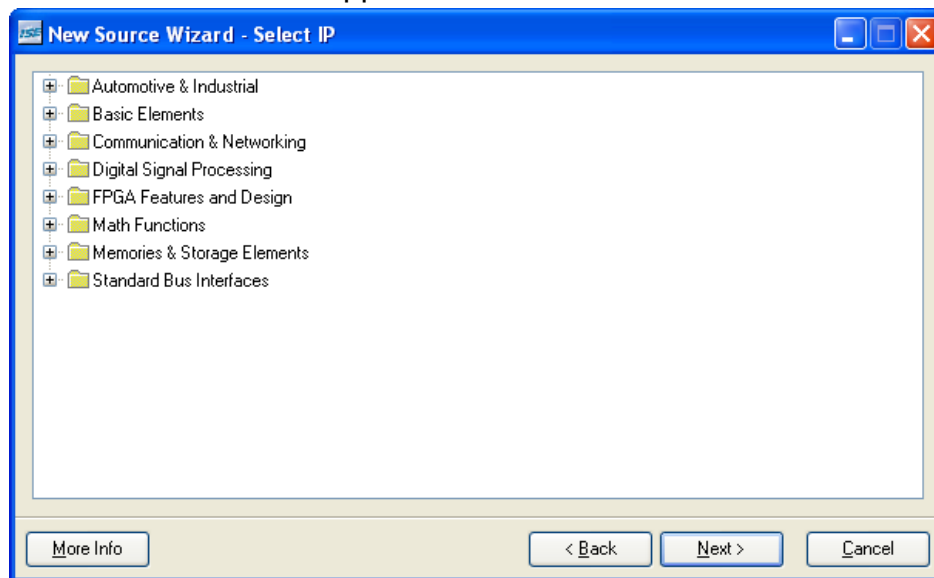 ISE New Source Wizard - Select IP
Automotive & Industrial
Basic Elements
Communication & Networking
Digital Signal Processing
FPGA Features and Design
Math Functions
Memories & Storage Elements
Standard Bus Interfaces
More Info < Back Next > Cancel